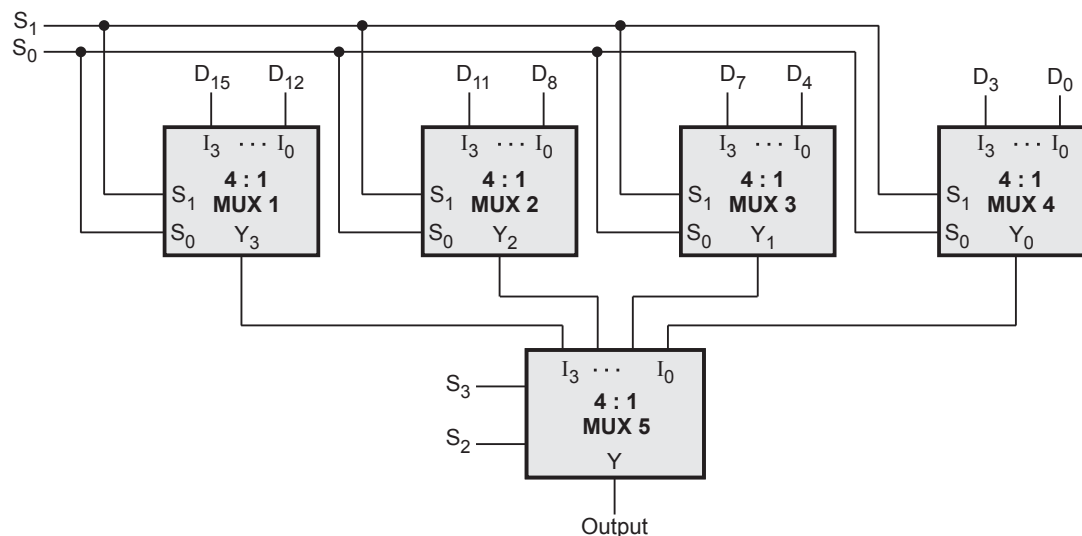 S₁
S₀
D₁₅ D₁₂ D₁₁ D₈ D₇ D₄ D₃ D₀
I₃ ··· I₀ I₃ ··· I₀ I₃ ··· I₀ I₃ ··· I₀
4 : 1 4 : 1 4 : 1 4 : 1
S₁ MUX 1 S₁ MUX 2 S₁ MUX 3 S₁ MUX 4
S₀ Y₃ S₀ Y₂ S₀ Y₁ S₀ Y₀
I₃ ··· I₀
S₃
4 : 1
MUX 5
S₂
Y
Output